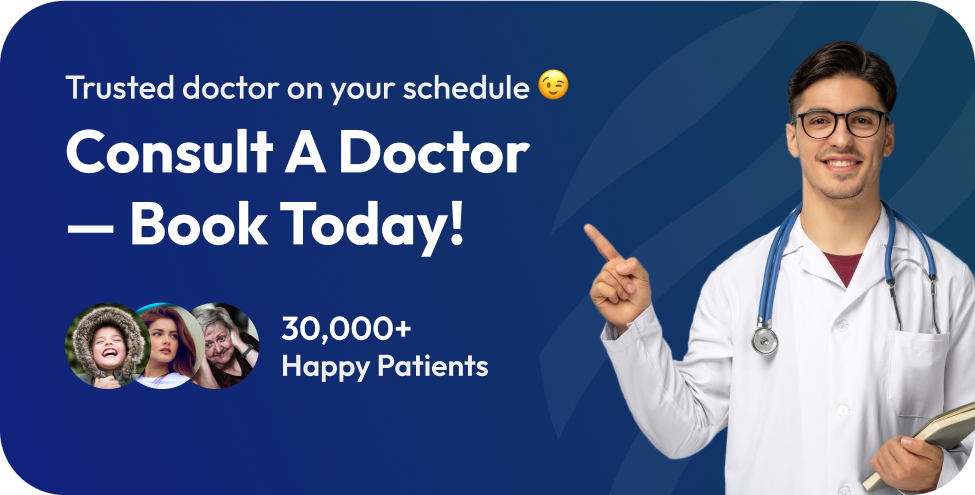 Trusted doctor on your schedule 😉
Consult A Doctor
— Book Today!
30,000+
Happy Patients